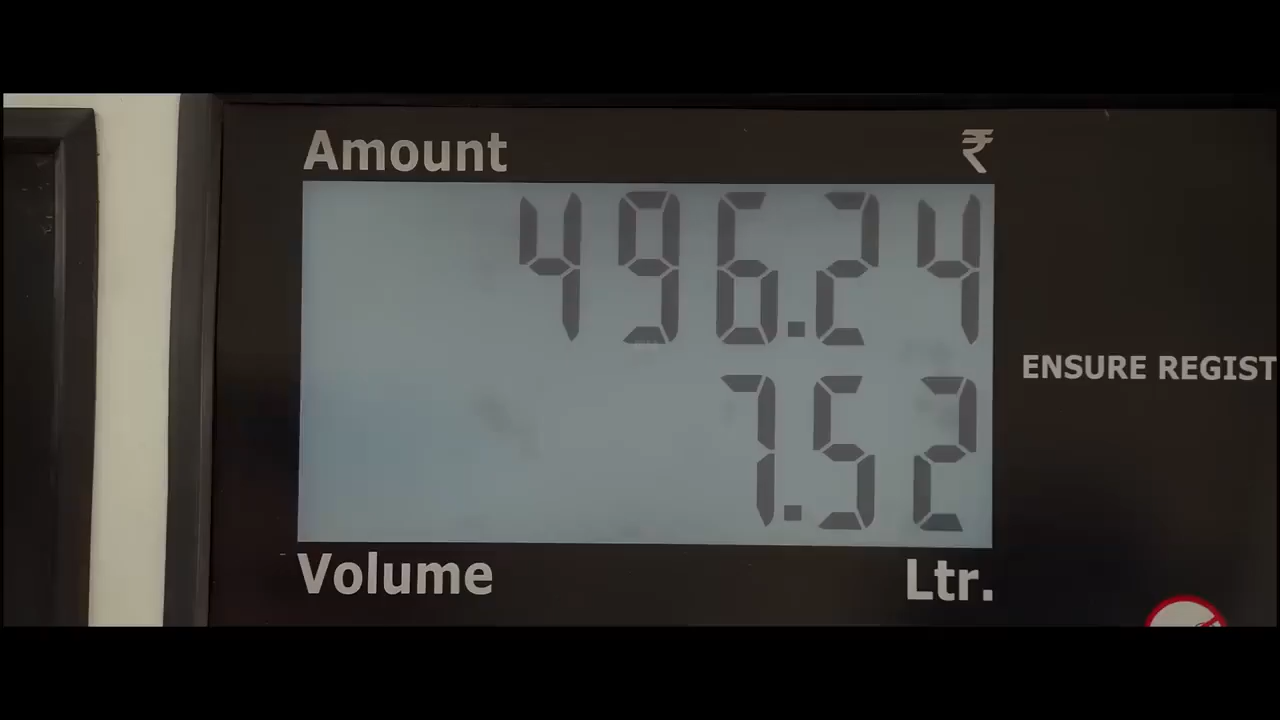 Amount ₹
496.24
ENSURE REGIST
7.52
Volume Ltr.